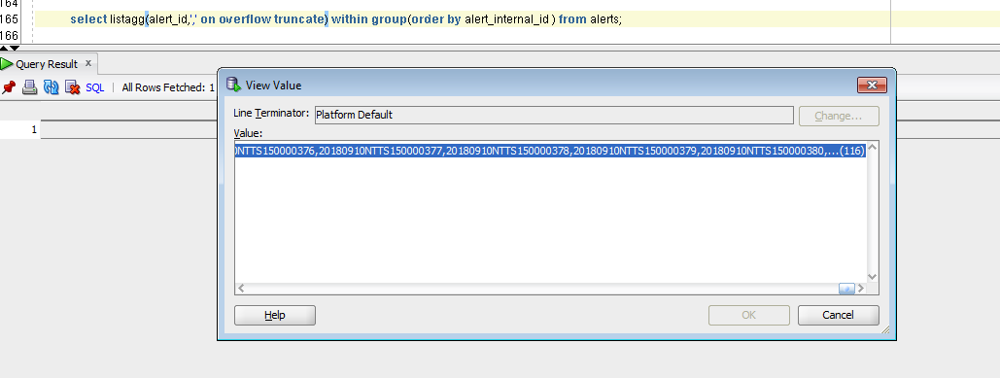 164
165 select listagg(alert_id,',' on overflow truncate) within group(order by alert_internal_id ) from alerts;
166
Query Result x
SQL | All Rows Fetched: 1
View Value
Line Terminator: Platform Default Change...
Value:
1
NTTS150000376,20180910NTTS150000377,20180910NTTS150000378,20180910NTTS150000379,20180910NTTS150000380,...(116)
Help OK Cancel